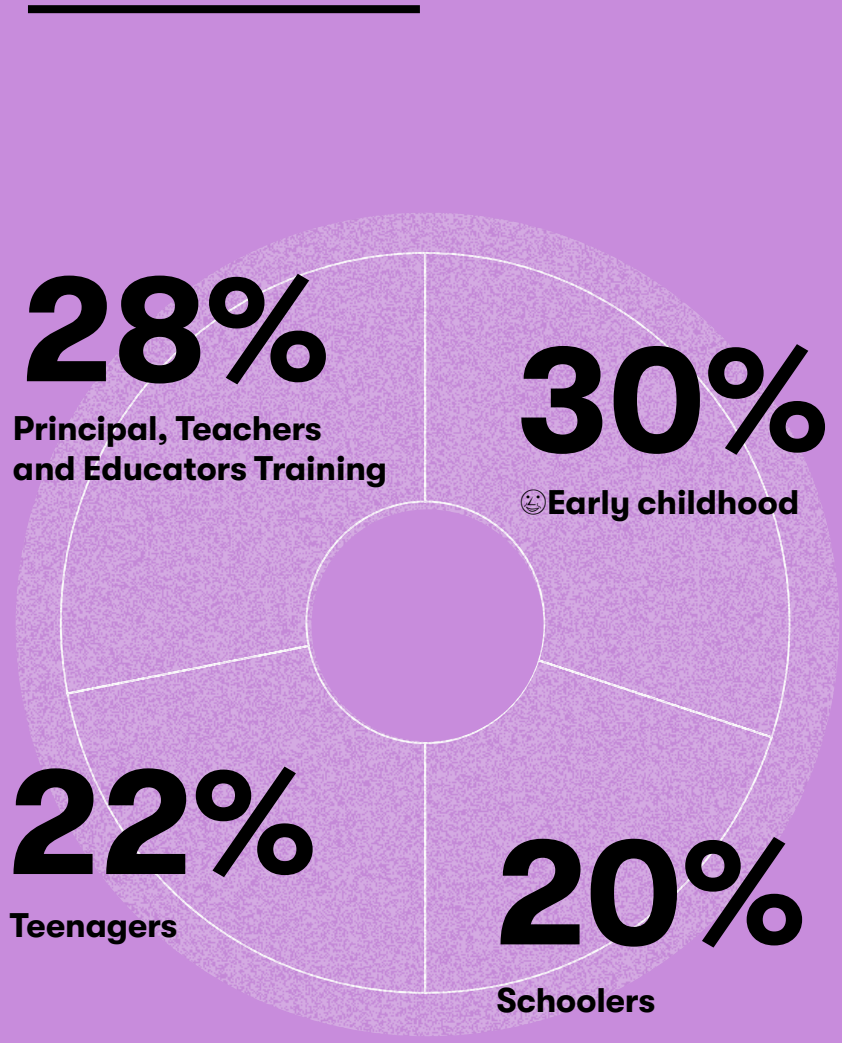 28%
Principal, Teachers
and Educators Training
30%
Early childhood
22%
Teenagers
20%
Schoolers